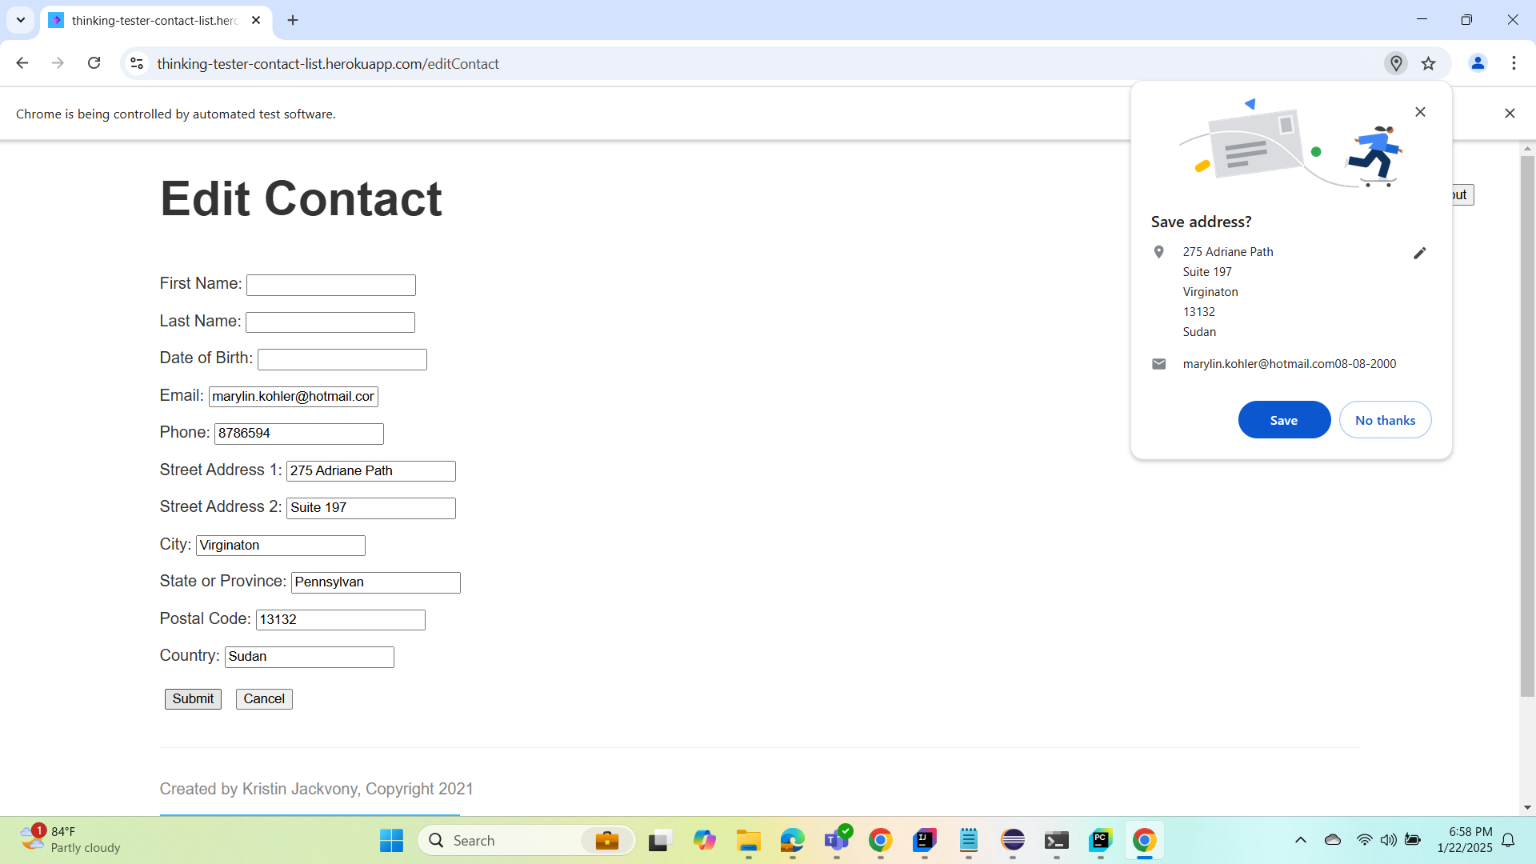 thinking-tester-contact-list.herc
thinking-tester-contact-list.herokuapp.com/editContact
Chrome is being controlled by automated test software.
Edit Contact
out
First Name:
Last Name:
Date of Birth:
Email: marylin.kohler@hotmail.cor
Phone: 8786594
Street Address 1: 275 Adriane Path
Street Address 2: Suite 197
City: Virginaton
State or Province: Pennsylvan
Postal Code: 13132
Country: Sudan
Submit Cancel
Created by Kristin Jackvony, Copyright 2021
Save address?
275 Adriane Path
Suite 197
Virginaton
13132
Sudan
marylin.kohler@hotmail.com08-08-2000
Save No thanks
1
84°F
Partly cloudy
Search
6:58 PM
1/22/2025